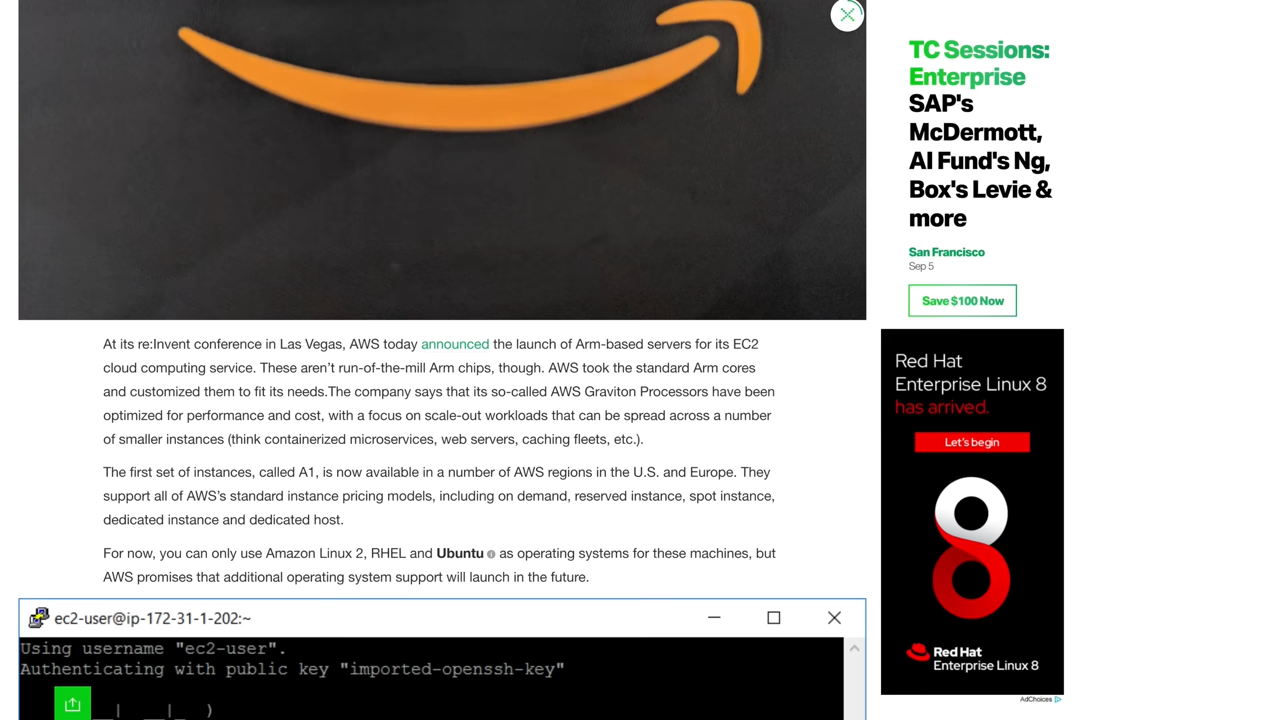 TC Sessions:
Enterprise
SAP's
McDermott,
AI Fund's Ng,
Box's Levie &
more
San Francisco
Sep 5
Save $100 Now
At its re:Invent conference in Las Vegas, AWS today announced the launch of Arm-based servers for its EC2
cloud computing service. These aren’t run-of-the-mill Arm chips, though. AWS took the standard Arm cores
and customized them to fit its needs.The company says that its so-called AWS Graviton Processors have been
optimized for performance and cost, with a focus on scale-out workloads that can be spread across a number
of smaller instances (think containerized microservices, web servers, caching fleets, etc.).
The first set of instances, called A1, is now available in a number of AWS regions in the U.S. and Europe. They
support all of AWS’s standard instance pricing models, including on demand, reserved instance, spot instance,
dedicated instance and dedicated host.
For now, you can only use Amazon Linux 2, RHEL and Ubuntu as operating systems for these machines, but
AWS promises that additional operating system support will launch in the future.
Red Hat
Enterprise Linux 8
has arrived.
Let's begin
8
Red Hat
Enterprise Linux 8
AdChoices
ec2-user@ip-172-31-1-202:~
Using username "ec2-user".
Authenticating with public key "imported-openssh-key"
__| __|_ )